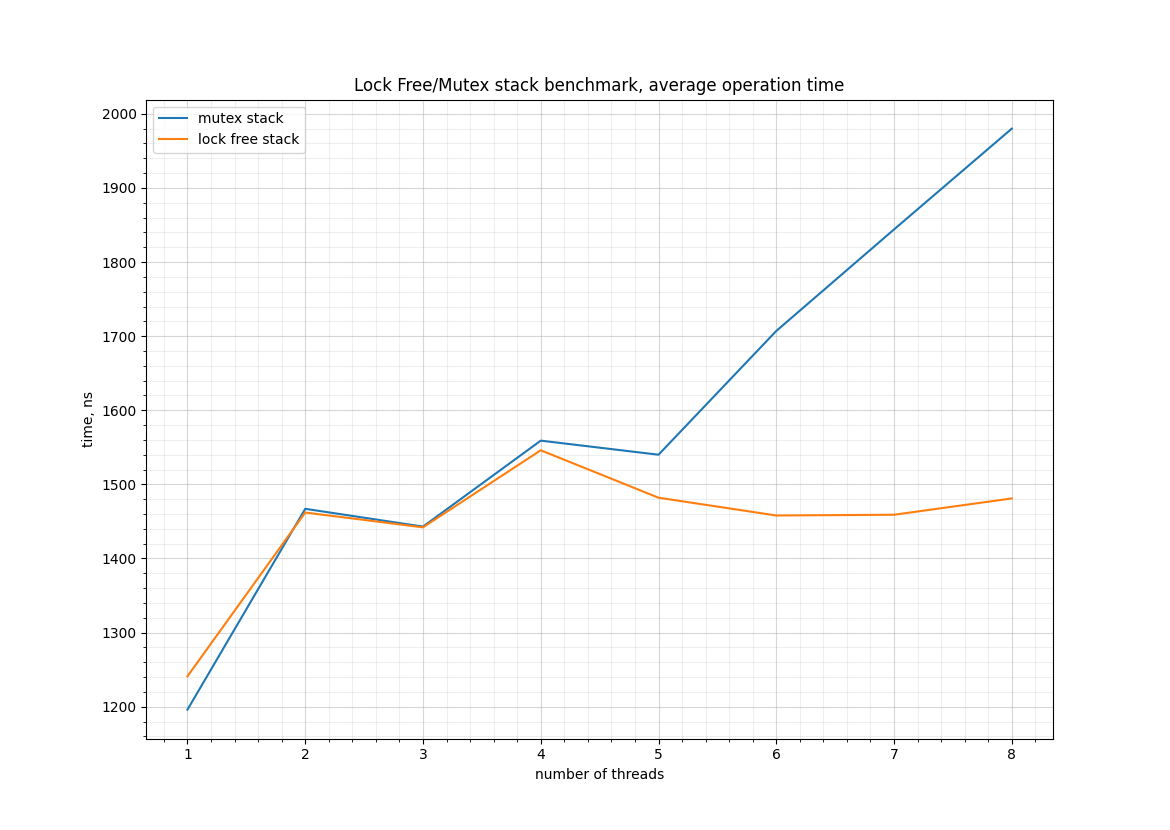 Lock Free/Mutex stack benchmark, average operation time
mutex stack
lock free stack
2000
1900
1800
1700
1600
1500
1400
1300
1200
time, ns
1 2 3 4 5 6 7 8
number of threads